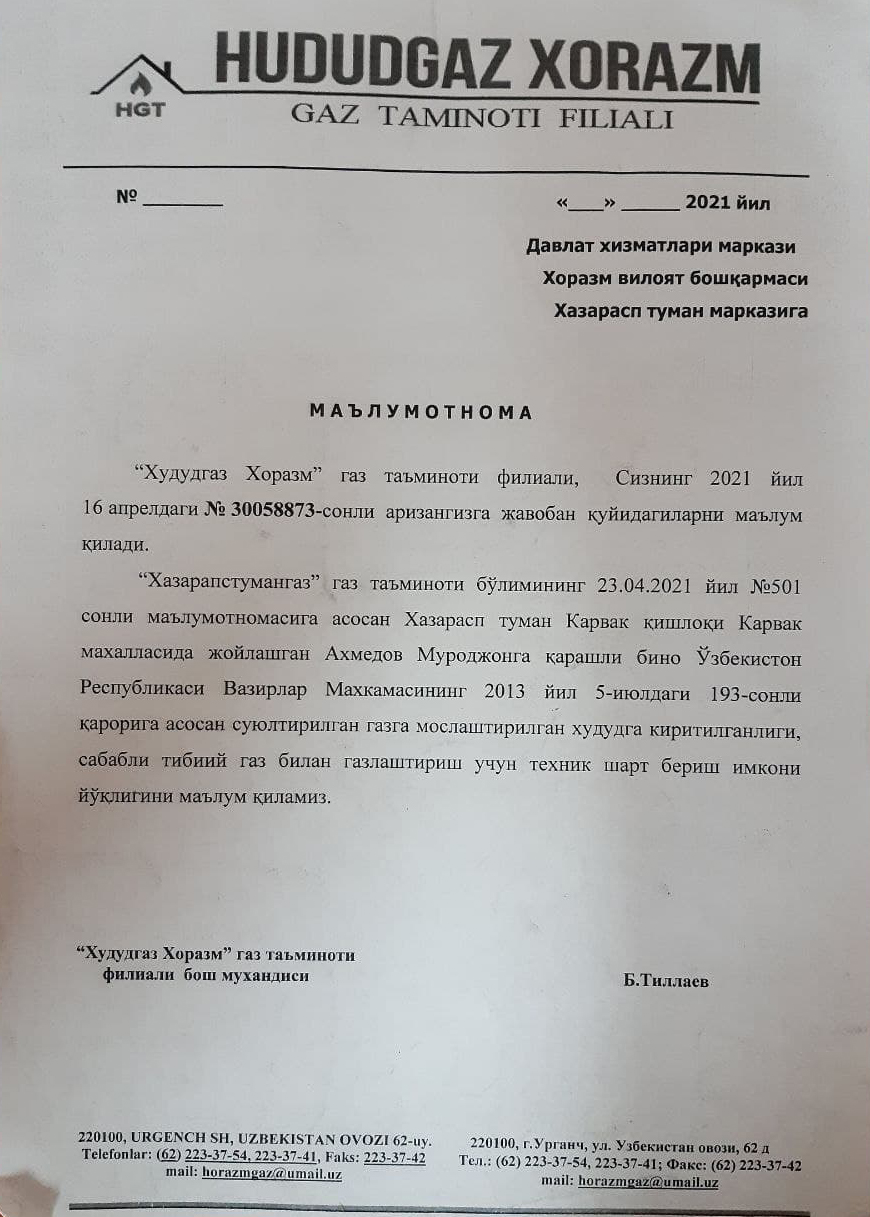 HUDUDGAZ XORAZM
HGT
GAZ TAMINOTI FILIALI
№ ________
«___» ______ 2021 йил
Давлат хизматлари маркази
Хоразм вилоят бошқармаси
Хазарасп туман марказига
МАЪЛУМОТНОМА
“Худудгаз Хоразм” газ таъминоти филиали, Сизнинг 2021 йил
16 апрелдаги № 30058873-сонли аризангизга жавобан қуйидагиларни маълум
қилади.
“Хазарапстумангаз” газ таъминоти бўлимининг 23.04.2021 йил №501
сонли маълумотномасига асосан Хазарасп туман Карвак қишлоқи Карвак
махалласида жойлашган Ахмедов Муроджонга қарашли бино Ўзбекистон
Республикаси Вазирлар Махкамасининг 2013 йил 5-июлдаги 193-сонли
қарорига асосан суюлтирилган газга мослаштирилган худудга киритилганлиги,
сабабли тибиий газ билан газлаштириш учун техник шарт бериш имкони
йўқлигини маълум қиламиз.
“Худудгаз Хоразм” газ таъминоти
филиали бош мухандиси
Б.Тиллаев
220100, URGENCH SH, UZBEKISTAN OVOZI 62-uy.
Telefonlar: (62) 223-37-54, 223-37-41, Faks: 223-37-42
mail: horazmgaz@umail.uz
220100, г.Урганч, ул. Узбекистан овози, 62 д
Тел.: (62) 223-37-54, 223-37-41; Факс: (62) 223-37-42
mail: horazmgaz@umail.uz